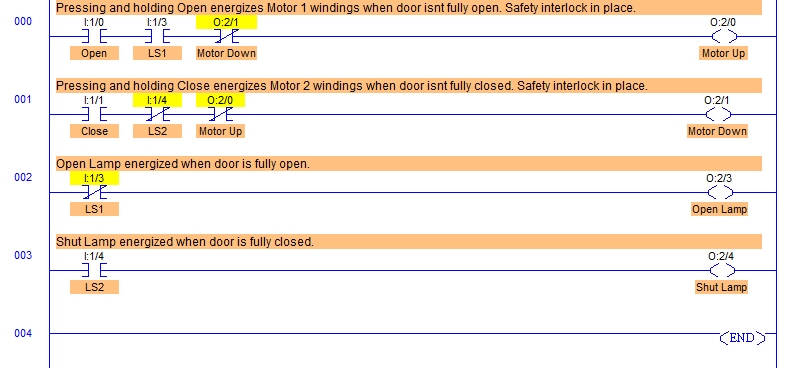 Pressing and holding Open energizes Motor 1 windings when door isnt fully open. Safety interlock in place.
000 I:1/0 I:1/3 O:2/1 O:2/0
Open LS1 Motor Down Motor Up
Pressing and holding Close energizes Motor 2 windings when door isnt fully closed. Safety interlock in place.
001 I:1/1 I:1/4 O:2/0 O:2/1
Close LS2 Motor Up Motor Down
Open Lamp energized when door is fully open.
002 I:1/3 O:2/3
LS1 Open Lamp
Shut Lamp energized when door is fully closed.
003 I:1/4 O:2/4
LS2 Shut Lamp
004 END